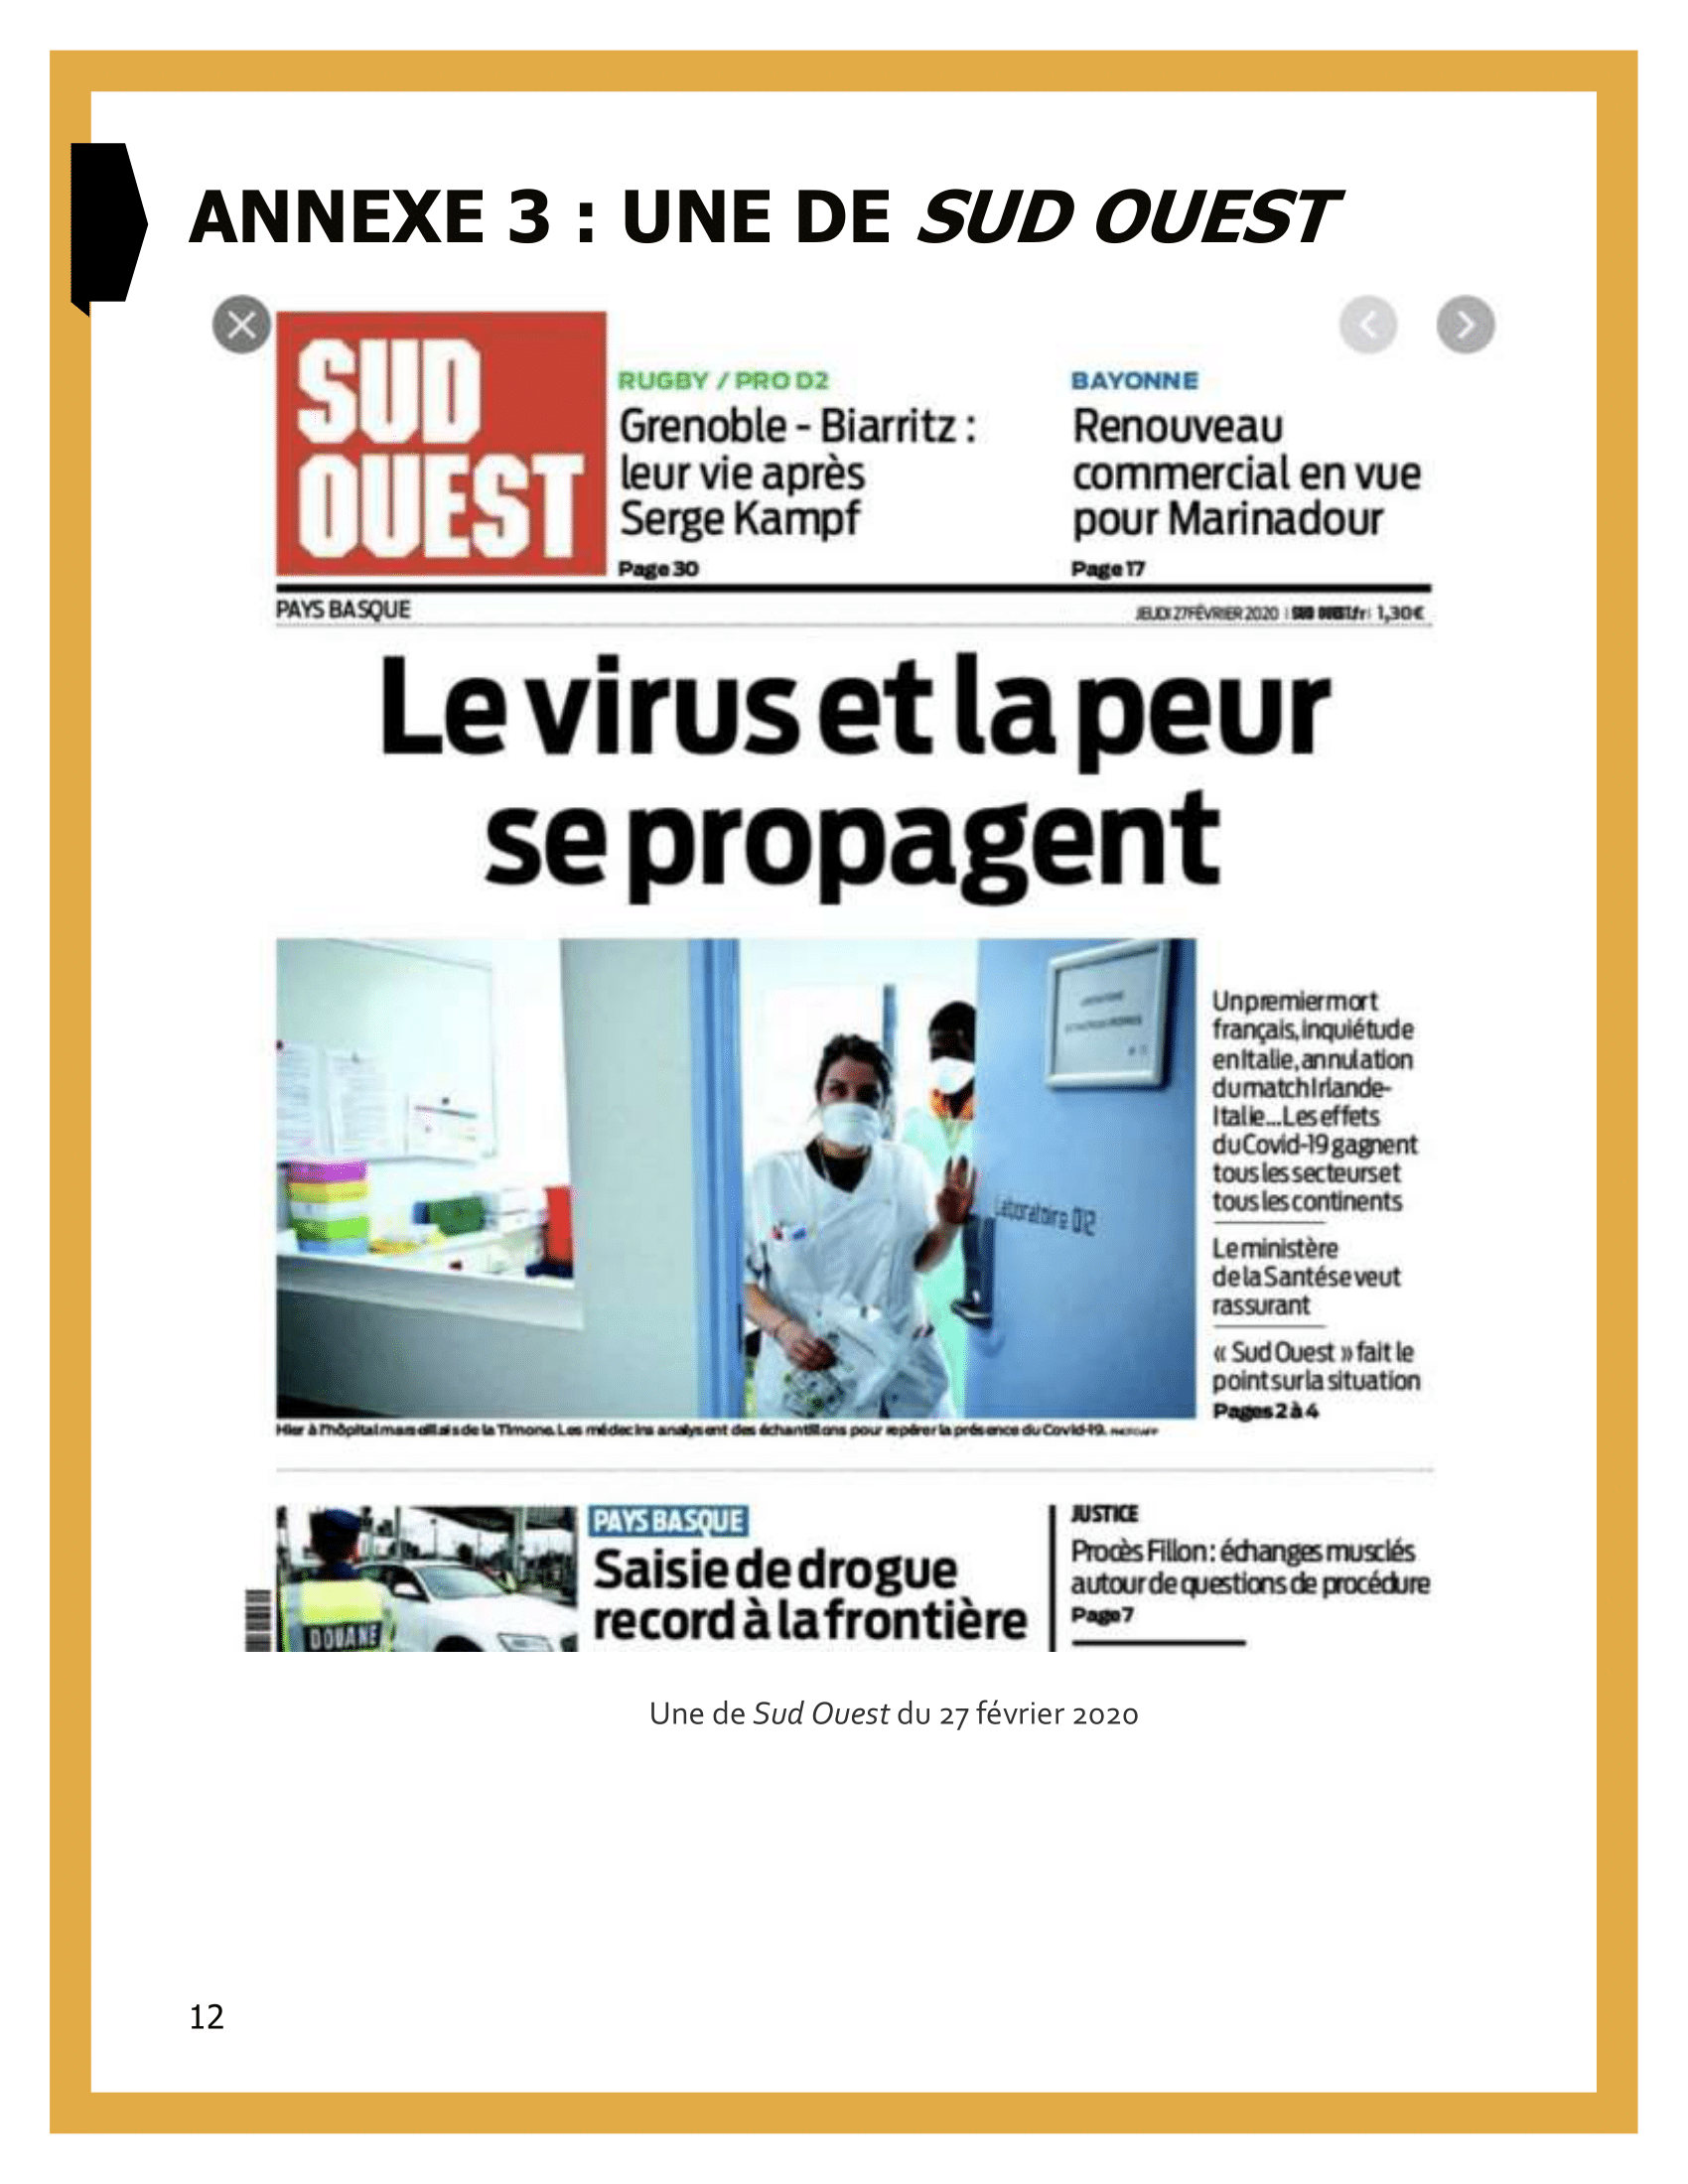 ANNEXE 3 : UNE DE SUD OUEST
SUD
OUEST
RUGBY / PRO D2
Grenoble - Biarritz :
leur vie après
Serge Kampf
Page 30
BAYONNE
Renouveau
commercial en vue
pour Marinadour
Page 17
PAYS BASQUE
JEUDI 27 FÉVRIER 2020 | SUD OUEST.fr | 1,30€
Le virus et la peur
se propagent
Laboratoire 012
Un premier mort
français, inquiétude
en Italie, annulation
du match Irlande-
Italie... Les effets
du Covid-19 gagnent
tous les secteurs et
tous les continents
Le ministère
de la Santé se veut
rassurant
« Sud Ouest » fait le
point sur la situation
Pages 2 à 4
Hier à l'hôpital marseillais de la Timone. Les médecins analysent des échantillons pour repérer la présence du Covid-19. PHOTO AFP
DOUANE
PAYS BASQUE
Saisie de drogue
record à la frontière
JUSTICE
Procès Fillon : échanges musclés
autour de questions de procédure
Page 7
Une de Sud Ouest du 27 février 2020
12